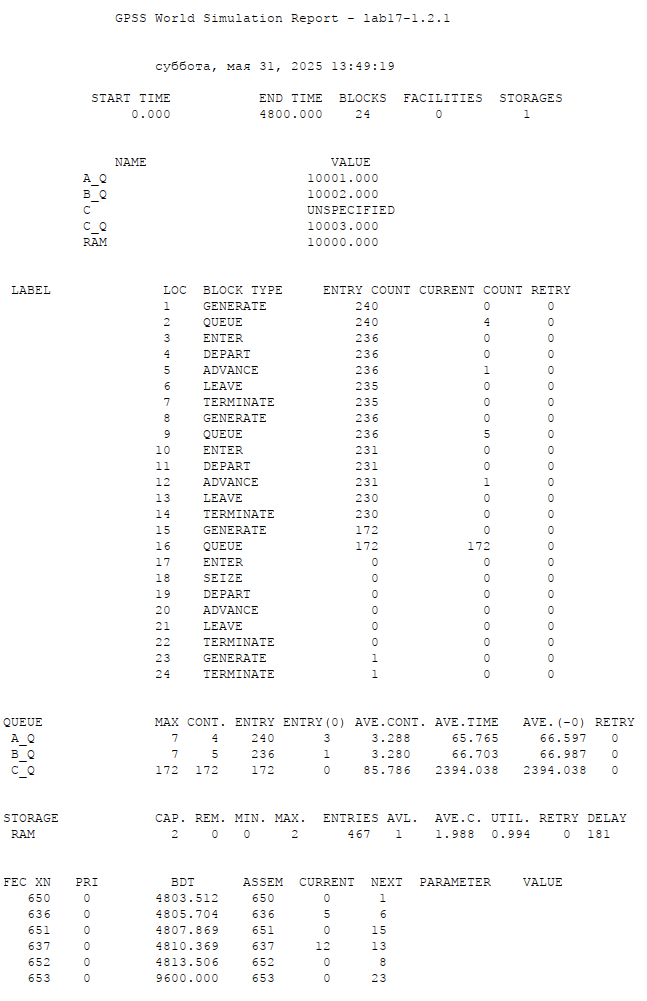 GPSS World Simulation Report - lab17-1.2.1
суббота, мая 31, 2025 13:49:19
START TIME END TIME BLOCKS FACILITIES STORAGES
0.000 4800.000 24 0 1
NAME VALUE
A_Q 10001.000
B_Q 10002.000
C UNSPECIFIED
C_Q 10003.000
RAM 10000.000
LABEL LOC BLOCK TYPE ENTRY COUNT CURRENT COUNT RETRY
1 GENERATE 240 0 0
2 QUEUE 240 4 0
3 ENTER 236 0 0
4 DEPART 236 0 0
5 ADVANCE 236 1 0
6 LEAVE 235 0 0
7 TERMINATE 235 0 0
8 GENERATE 236 0 0
9 QUEUE 236 5 0
10 ENTER 231 0 0
11 DEPART 231 0 0
12 ADVANCE 231 1 0
13 LEAVE 230 0 0
14 TERMINATE 230 0 0
15 GENERATE 172 0 0
16 QUEUE 172 172 0
17 ENTER 0 0 0
18 SEIZE 0 0 0
19 DEPART 0 0 0
20 ADVANCE 0 0 0
21 LEAVE 0 0 0
22 TERMINATE 0 0 0
23 GENERATE 1 0 0
24 TERMINATE 1 0 0
QUEUE MAX CONT. ENTRY ENTRY(0) AVE.CONT. AVE.TIME AVE.(-0) RETRY
A_Q 7 4 240 3 3.288 65.765 66.597 0
B_Q 7 5 236 1 3.280 66.703 66.987 0
C_Q 172 172 172 0 85.786 2394.038 2394.038 0
STORAGE CAP. REM. MIN. MAX. ENTRIES AVL. AVE.C. UTIL. RETRY DELAY
RAM 2 0 0 2 467 1 1.988 0.994 0 181
FEC XN PRI BDT ASSEM CURRENT NEXT PARAMETER VALUE
650 0 4803.512 650 0 1
636 0 4805.704 636 5 6
651 0 4807.869 651 0 15
637 0 4810.369 637 12 13
652 0 4813.506 652 0 8
653 0 9600.000 653 0 23